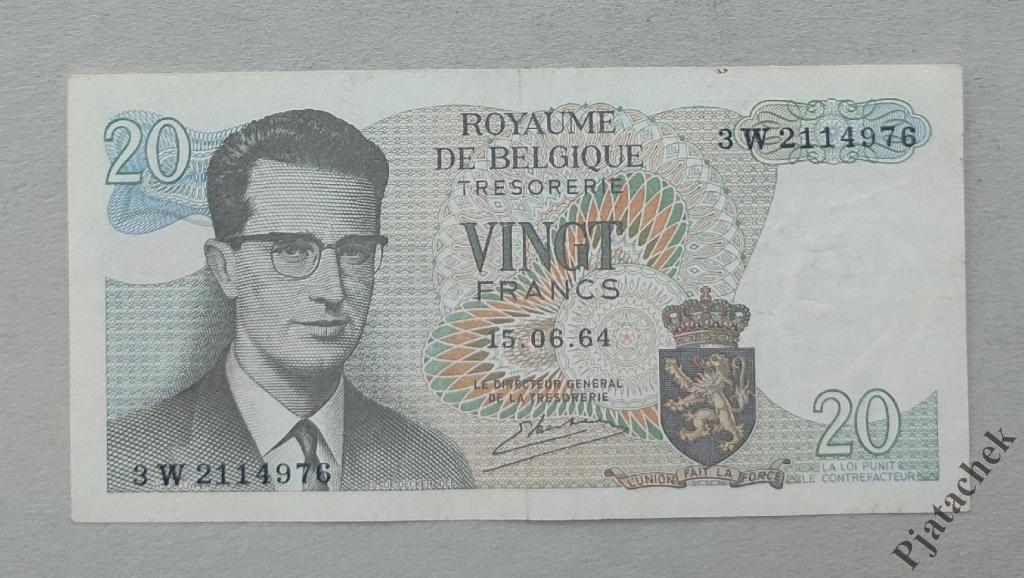 20
ROYAUME
DE BELGIQUE
TRESORERIE
3 W 2114976
VINGT
FRANCS
15.06.64
LE DIRECTEUR GENERAL
DE LA TRESORERIE
20
3 W 2114976
L'UNION FAIT LA FORCE
LA LOI PUNIT
LE CONTREFACTEUR
Pjatachek